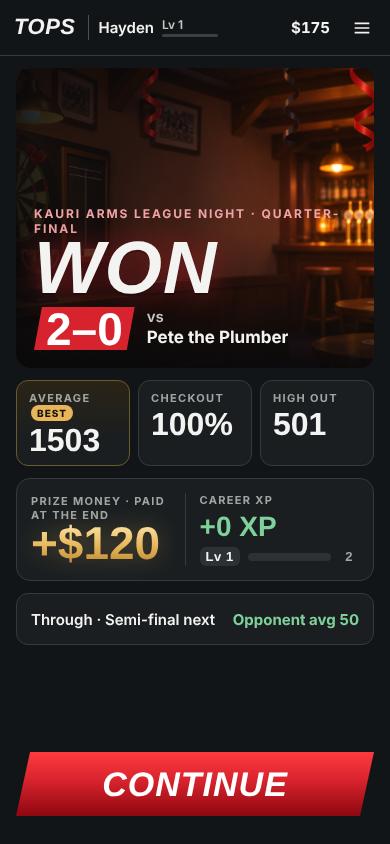 TOPS
Hayden
Lv 1
$175
KAURI ARMS LEAGUE NIGHT · QUARTER-
FINAL
WON
2–0
VS
Pete the Plumber
AVERAGE
BEST
1503
CHECKOUT
100%
HIGH OUT
501
PRIZE MONEY · PAID
AT THE END
+$120
CAREER XP
+0 XP
Lv 1
2
Through · Semi-final next
Opponent avg 50
CONTINUE